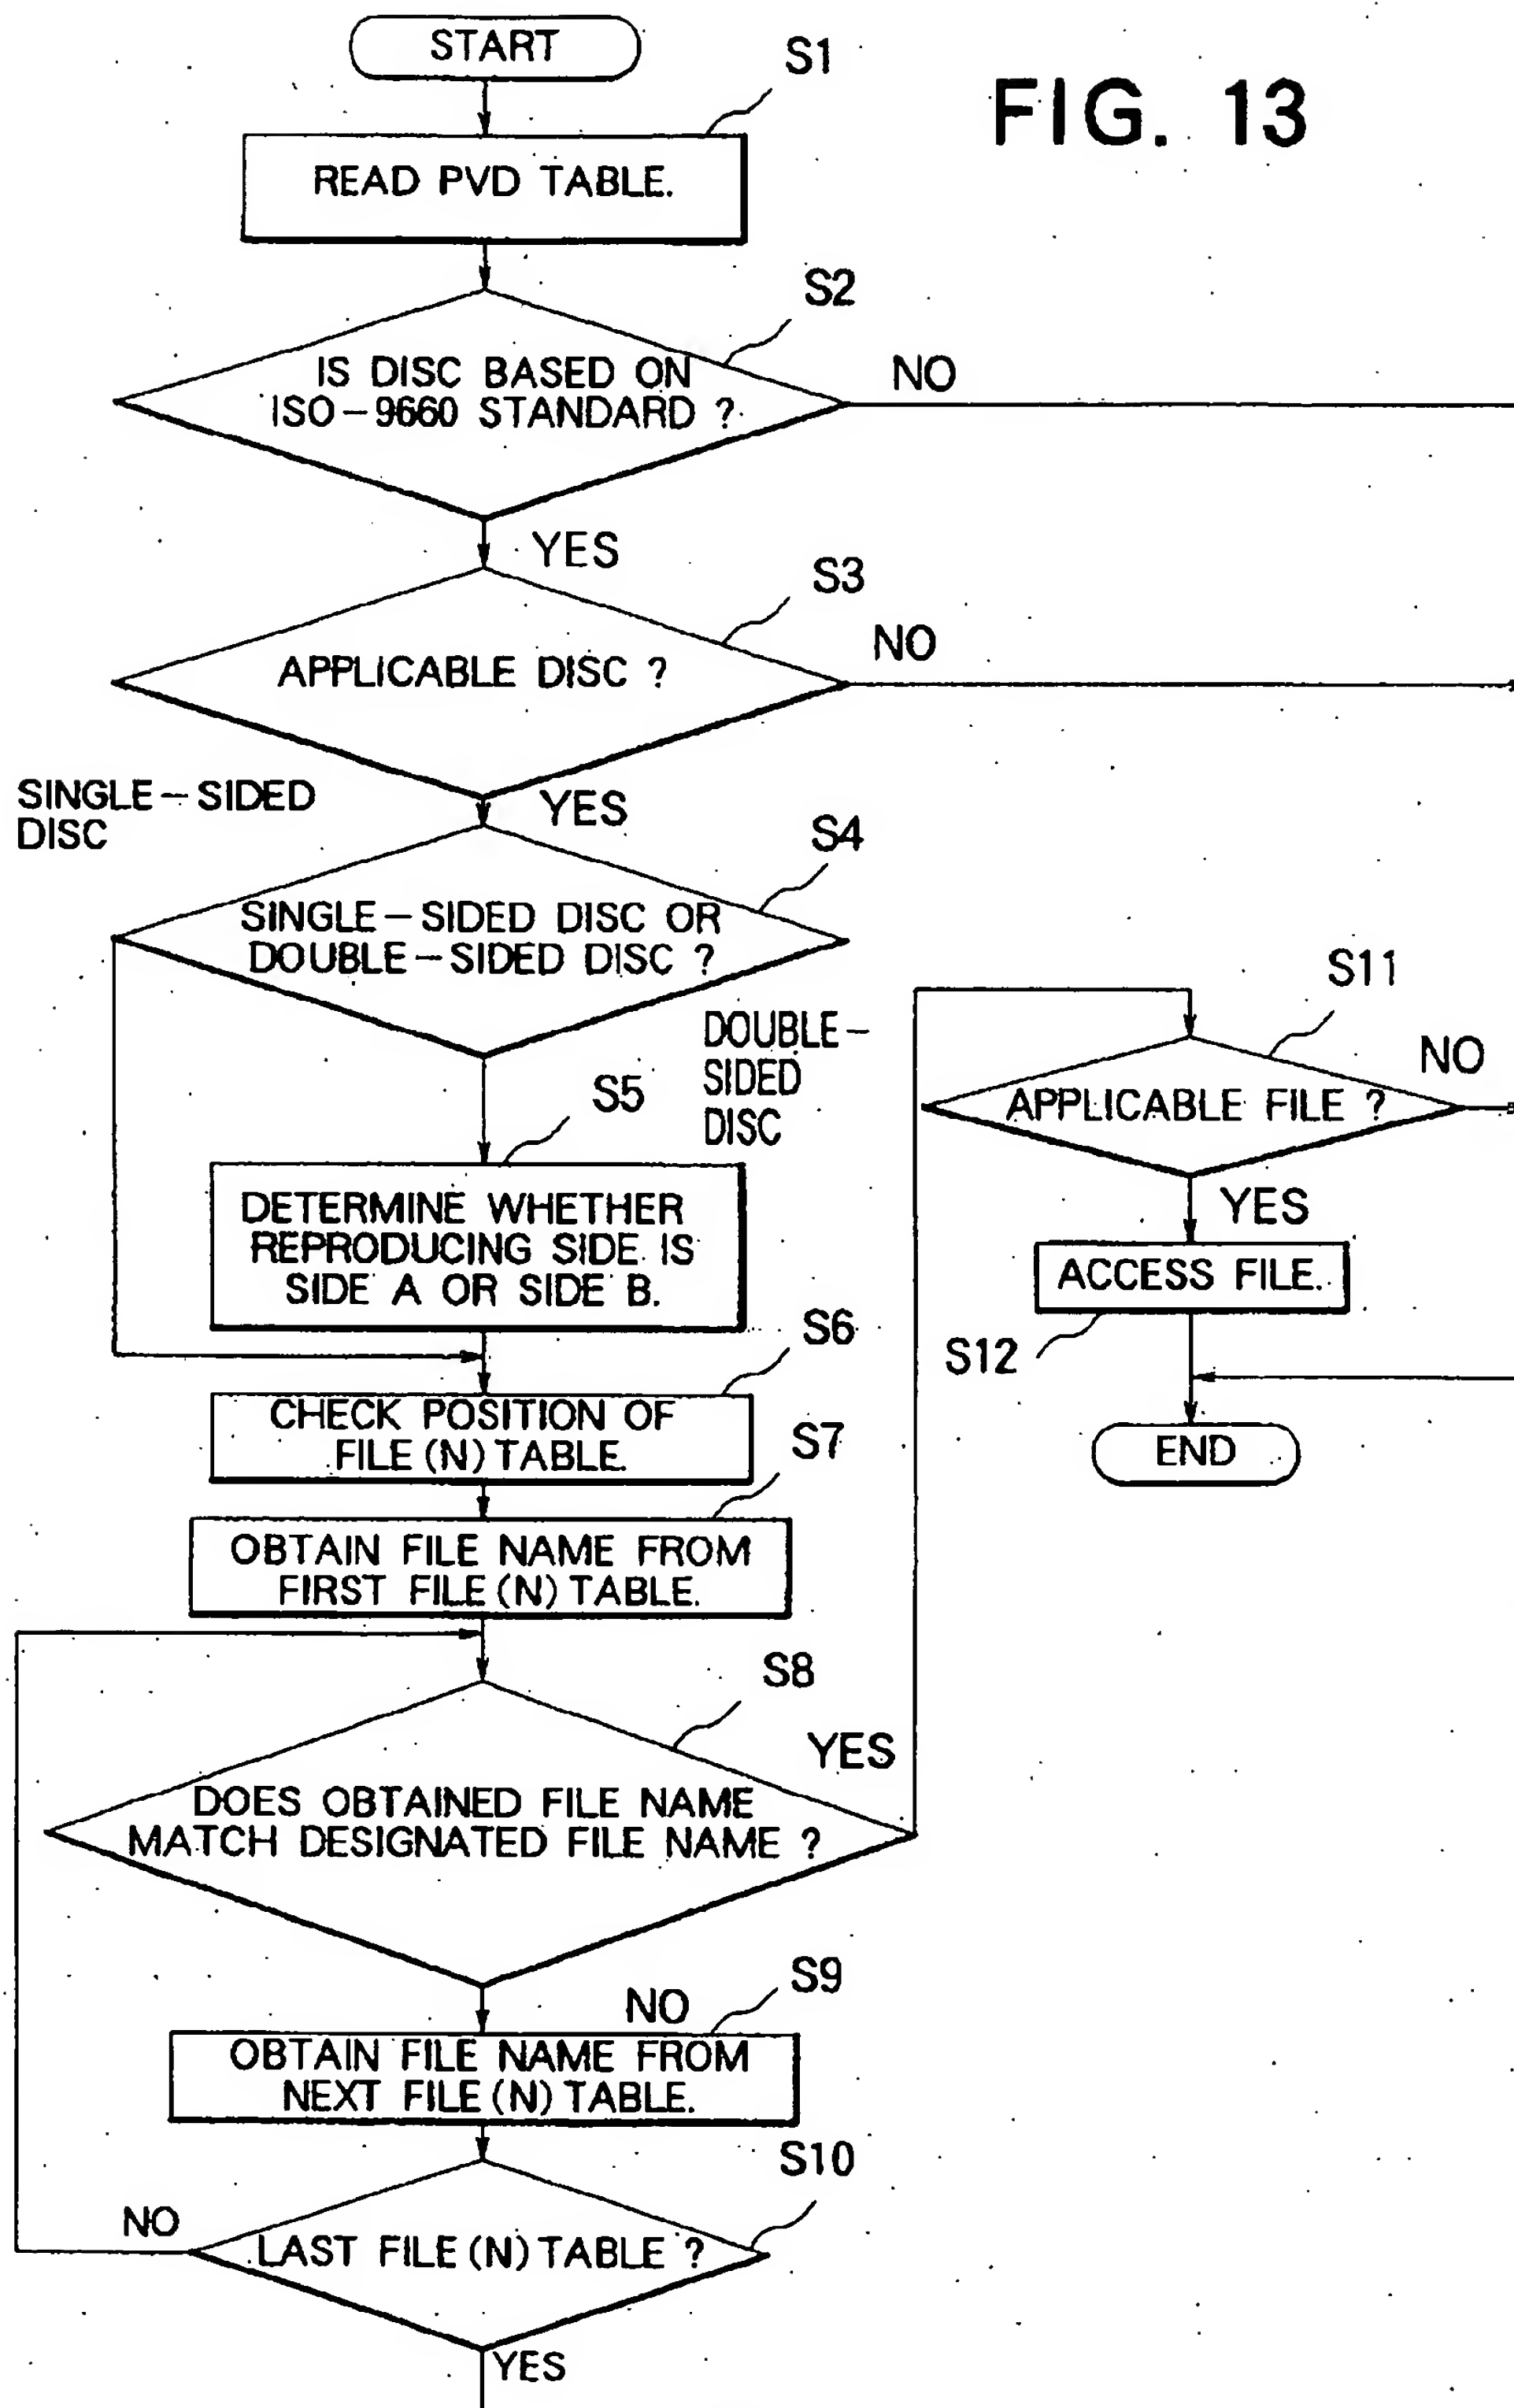 START
S1
FIG. 13
READ PVD TABLE.
S2
IS DISC BASED ON
ISO-9660 STANDARD ?
NO
YES
S3
APPLICABLE DISC ?
NO
SINGLE-SIDED
DISC
YES
S4
SINGLE-SIDED DISC OR
DOUBLE-SIDED DISC ?
DOUBLE-
SIDED
DISC
S5
DETERMINE WHETHER
REPRODUCING SIDE IS
SIDE A OR SIDE B.
S6
CHECK POSITION OF
FILE (N) TABLE.
S7
OBTAIN FILE NAME FROM
FIRST FILE (N) TABLE.
S8
YES
DOES OBTAINED FILE NAME
MATCH DESIGNATED FILE NAME ?
NO
S9
OBTAIN FILE NAME FROM
NEXT FILE (N) TABLE.
S10
NO
LAST FILE (N) TABLE ?
YES
S11
APPLICABLE FILE ?
NO
YES
ACCESS FILE.
S12
END